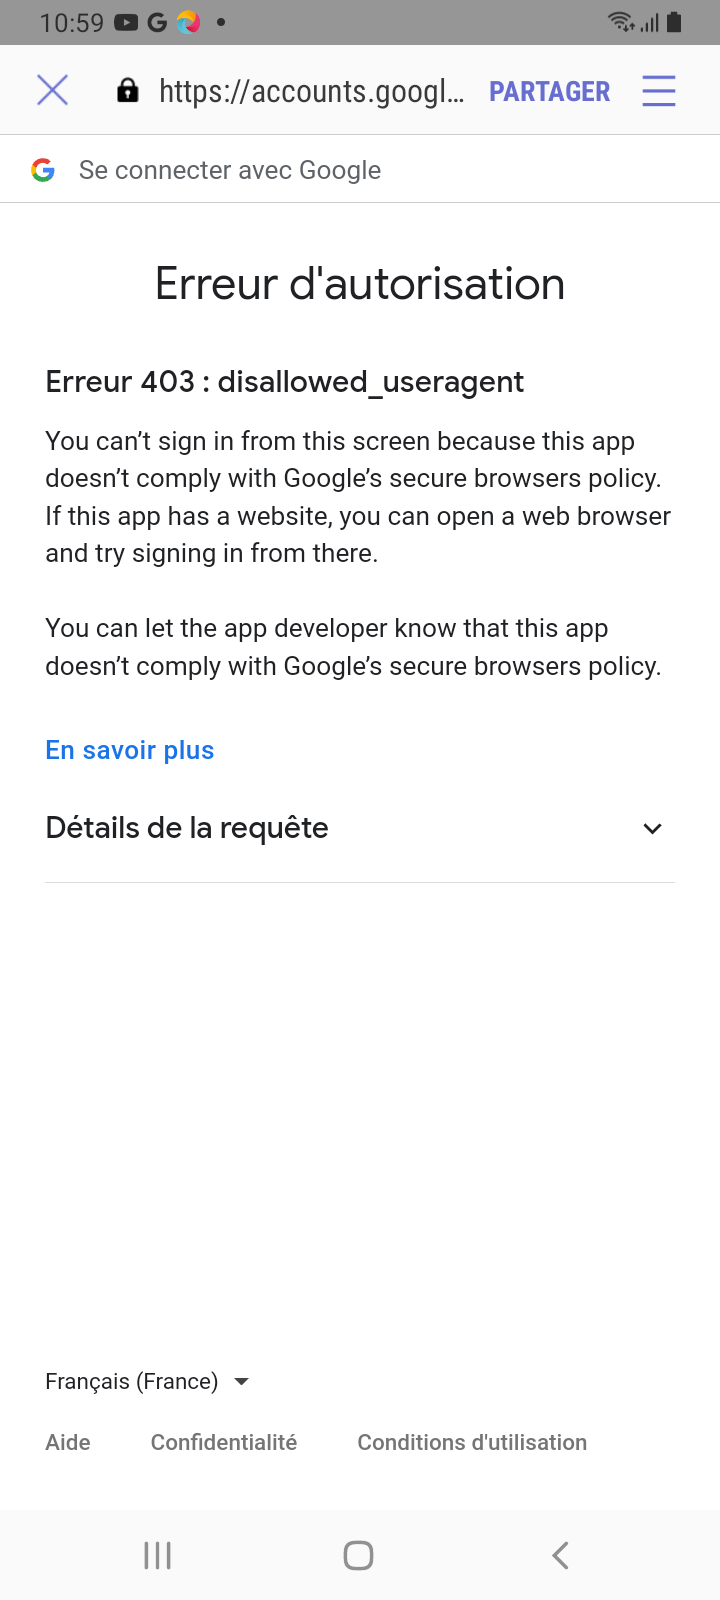 10:59
https://accounts.googl...
PARTAGER
Se connecter avec Google
Erreur d'autorisation
Erreur 403 : disallowed_useragent
You can’t sign in from this screen because this app
doesn’t comply with Google’s secure browsers policy.
If this app has a website, you can open a web browser
and try signing in from there.
You can let the app developer know that this app
doesn’t comply with Google’s secure browsers policy.
En savoir plus
Détails de la requête
Français (France)
Aide Confidentialité Conditions d'utilisation